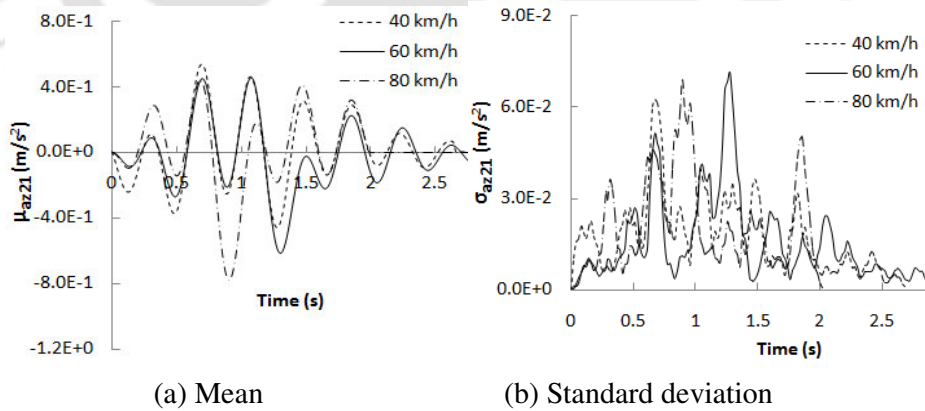 8.0E-1
4.0E-1
0.0E+0
-4.0E-1
-8.0E-1
-1.2E+0
μaz21 (m/s²)
0 0.5 1 1.5 2 2.5
Time (s)
40 km/h
60 km/h
80 km/h
9.0E-2
6.0E-2
3.0E-2
0.0E+0
σaz21 (m/s²)
0 0.5 1 1.5 2 2.5
Time (s)
40 km/h
60 km/h
80 km/h
(a) Mean
(b) Standard deviation